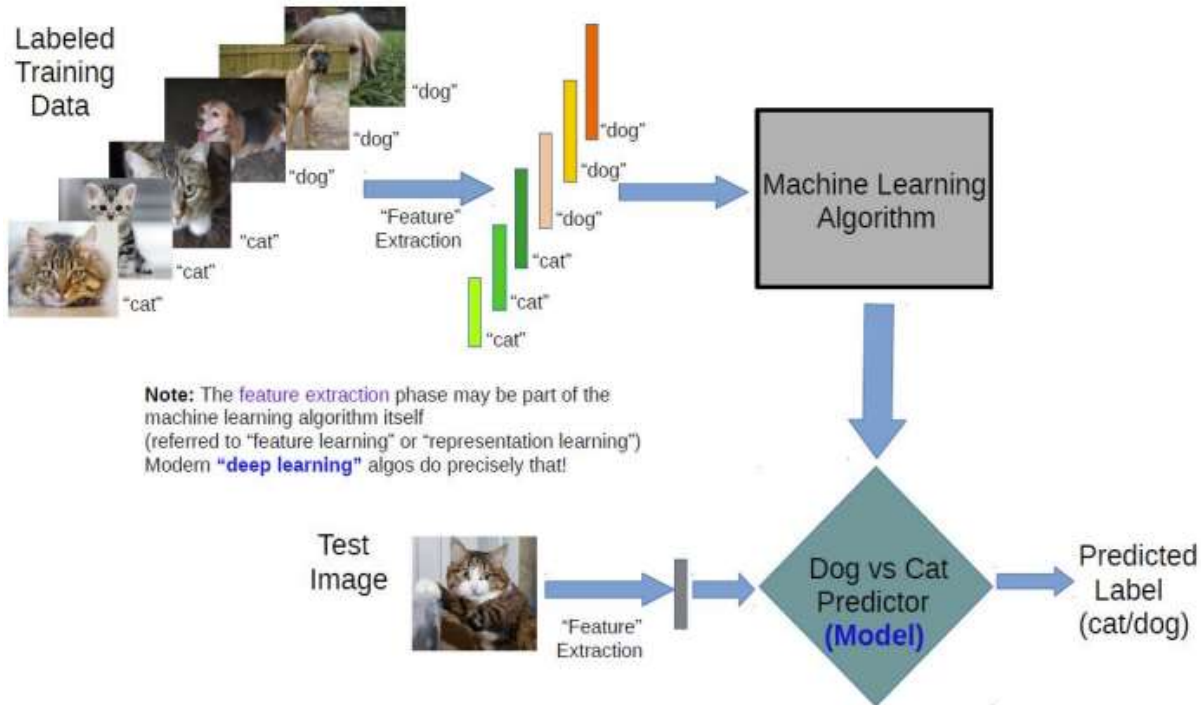 Labeled
Training
Data
“dog”
“dog”
“dog”
“cat”
“cat”
“cat”
“Feature”
Extraction
“dog”
“dog”
“dog”
“cat”
“cat”
“cat”
Machine Learning
Algorithm
Note: The feature extraction phase may be part of the
machine learning algorithm itself
(referred to “feature learning” or “representation learning”)
Modern “deep learning” algos do precisely that!
Test
Image
“Feature”
Extraction
Dog vs Cat
Predictor
(Model)
Predicted
Label
(cat/dog)